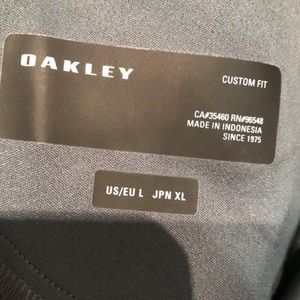 OAKLEY
CUSTOM FIT
CA#35460 RN#96548
MADE IN INDONESIA
SINCE 1975
US/EU L JPN XL